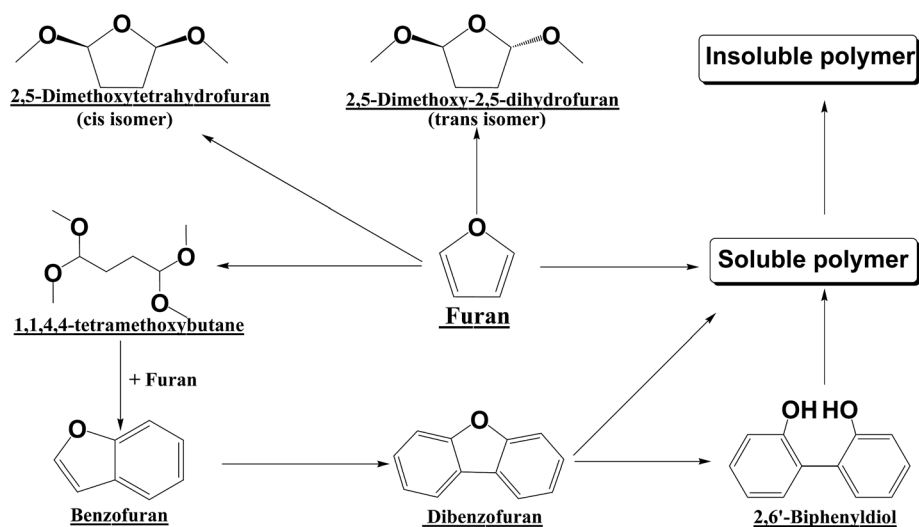 O
O
O
2,5-Dimethoxytetrahydrofuran
(cis isomer)
O
O
O
2,5-Dimethoxy-2,5-dihydrofuran
(trans isomer)
Insoluble polymer
O
O
O
O
1,1,4,4-tetramethoxybutane
O
Furan
Soluble polymer
+ Furan
O
Benzofuran
O
Dibenzofuran
OH HO
2,6'-Biphenyldiol